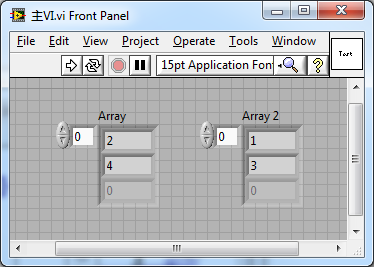 主VI.vi Front Panel
File Edit View Project Operate Tools Window
15pt Application Fon
?
Test
Array
Array 2
0
2
4
0
0
1
3
0